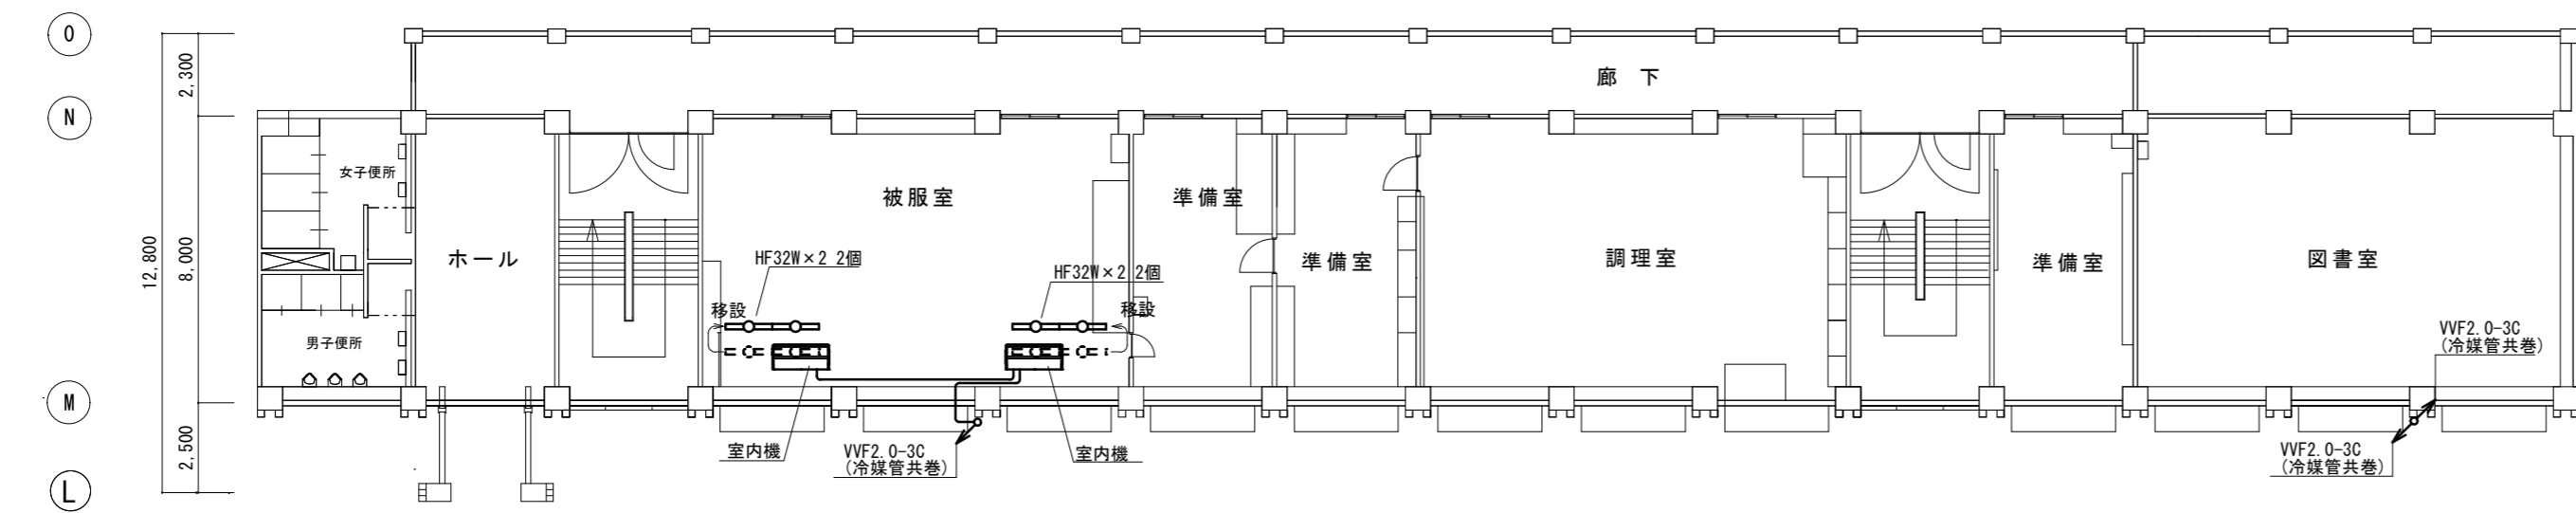 O
2,300
廊 下
N
女子便所
被服室
準備室
12,800
8,000
ホール
HF32W×2 2個
HF32W×2 2個
準備室
調理室
準備室
図書室
移設
移設
男子便所
VVF2.0-3C
(冷媒管共巻)
M
2,500
室内機
VVF2.0-3C
(冷媒管共巻)
室内機
VVF2.0-3C
(冷媒管共巻)
L